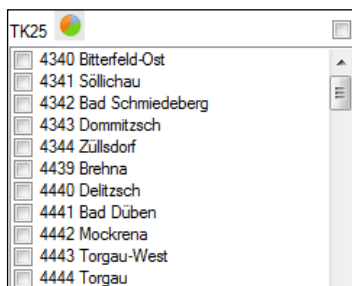 TK25
4340 Bitterfeld-Ost
4341 Söllichau
4342 Bad Schmiedeberg
4343 Dommitzsch
4344 Züllsdorf
4439 Brehna
4440 Delitzsch
4441 Bad Düben
4442 Mockrena
4443 Torgau-West
4444 Torgau